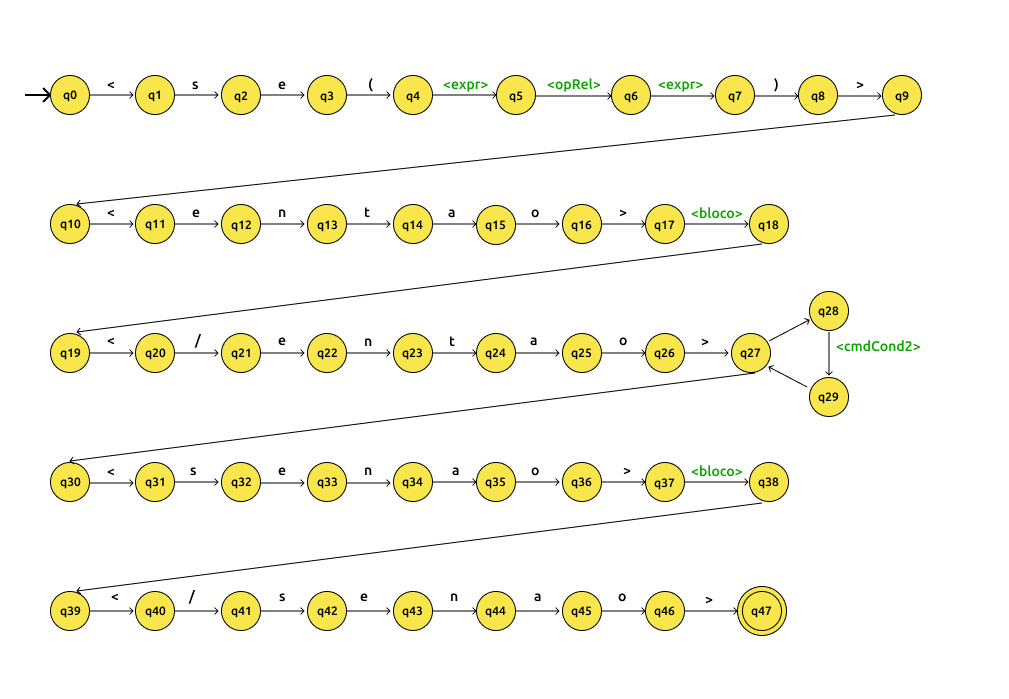 < s e ( <expr> <opRel> <expr> ) >
q0 q1 q2 q3 q4 q5 q6 q7 q8 q9
< e n t a o > <bloco>
q10 q11 q12 q13 q14 q15 q16 q17 q18
q28
< / e n t a o > <cmdCond2>
q19 q20 q21 q22 q23 q24 q25 q26 q27
q29
< s e n a o > <bloco>
q30 q31 q32 q33 q34 q35 q36 q37 q38
< / s e n a o >
q39 q40 q41 q42 q43 q44 q45 q46 q47